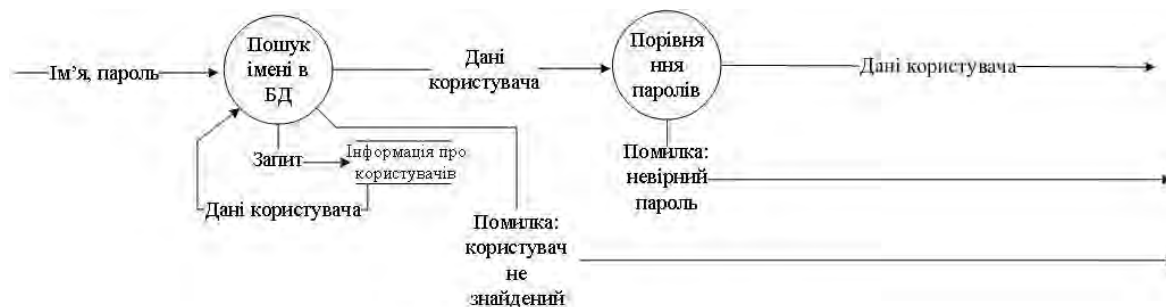 Ім’я, пароль
Пошук
імені в
БД
Дані
користувача
Порівня
ння
паролів
Дані користувача
Запит
Інформація про
користувачів
Дані користувача
Помилка:
користувач
не
знайдений
Помилка:
невірний
пароль